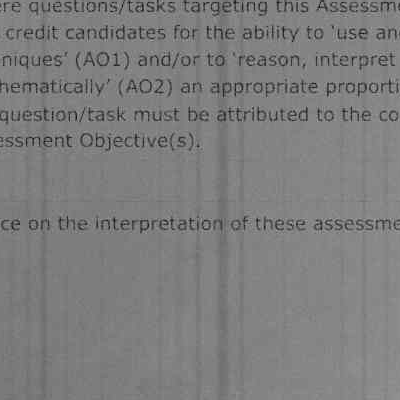 ere questions/tasks targeting this Assessme
credit candidates for the ability to 'use an
niques' (AO1) and/or to 'reason, interpret
hematically' (AO2) an appropriate proporti
question/task must be attributed to the co
essment Objective(s).
ce on the interpretation of these assessme